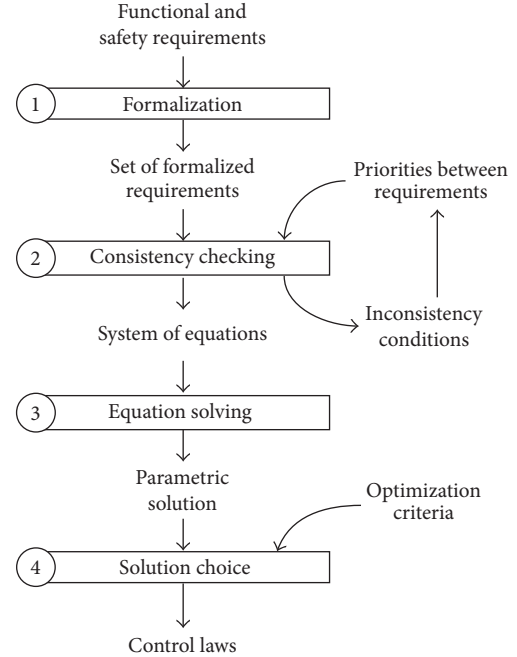 Functional and
safety requirements
1
Formalization
Set of formalized
requirements
Priorities between
requirements
2
Consistency checking
Inconsistency
conditions
System of equations
3
Equation solving
Parametric
solution
Optimization
criteria
4
Solution choice
Control laws